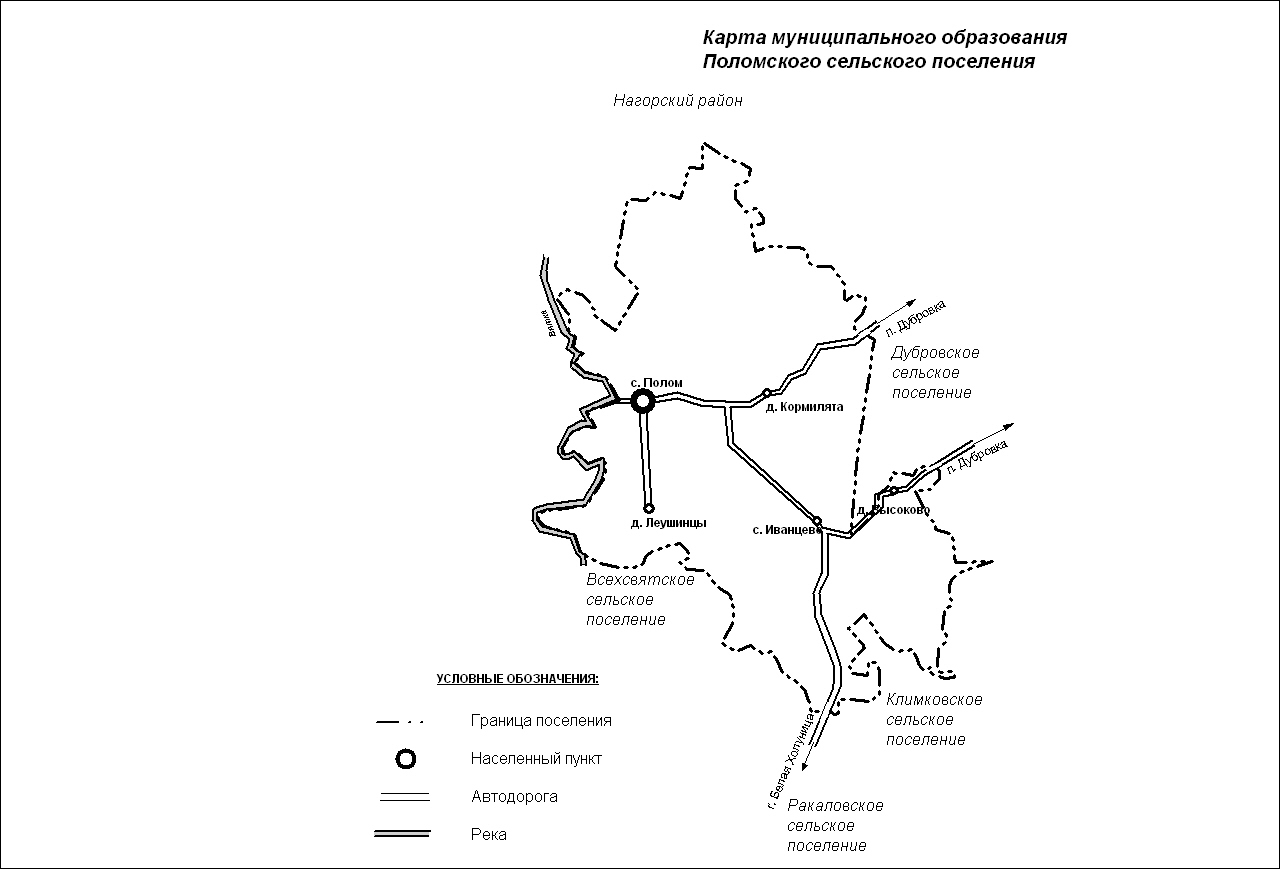 Карта муниципального образования
Поломского сельского поселения
Нагорский район
Вятка
п. Дубровка
Дубровское
сельское
поселение
с. Полом
д. Кормилята
п. Дубровка
д. Высоково
д. Леушинцы
с. Иванцево
Всехсвятское
сельское
поселение
УСЛОВНЫЕ ОБОЗНАЧЕНИЯ:
Граница поселения
Населенный пункт
Автодорога
Река
Климковское
сельское
поселение
г. Белая Холуница
Ракаловское
сельское
поселение